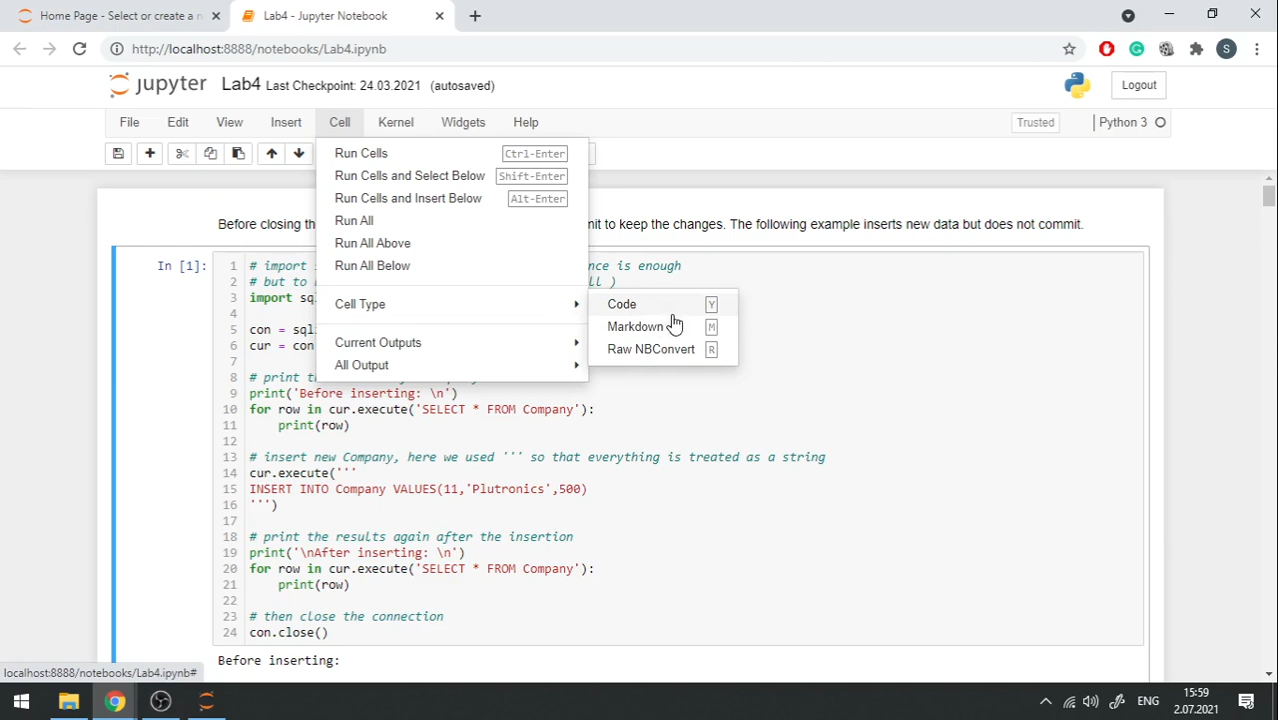 Home Page - Select or create a n
Lab4 - Jupyter Notebook
http://localhost:8888/notebooks/Lab4.ipynb
S
jupyter Lab4 Last Checkpoint: 24.03.2021 (autosaved)
Logout
File Edit View Insert Cell Kernel Widgets Help
Trusted
Python 3
Run Cells Ctrl-Enter
Run Cells and Select Below Shift-Enter
Run Cells and Insert Below Alt-Enter
Run All
Run All Above
Run All Below
Cell Type
Current Outputs
All Output
Code Y
Markdown M
Raw NBConvert R
Before closing th
mit to keep the changes. The following example inserts new data but does not commit.
In [1]:
1 # import s
nce is enough
2 # but to
ll )
3 import sql
4
5 con = sqli
6 cur = con
7
8 # print th
9 print('Before inserting: \n')
10 for row in cur.execute('SELECT * FROM Company'):
11 print(row)
12
13 # insert new Company, here we used ''' so that everything is treated as a string
14 cur.execute('''
15 INSERT INTO Company VALUES(11,'Plutronics',500)
16 ''')
17
18 # print the results again after the insertion
19 print('\nAfter inserting: \n')
20 for row in cur.execute('SELECT * FROM Company'):
21 print(row)
22
23 # then close the connection
24 con.close()
Before inserting:
localhost:8888/notebooks/Lab4.ipynb#
ENG
15:59
2.07.2021